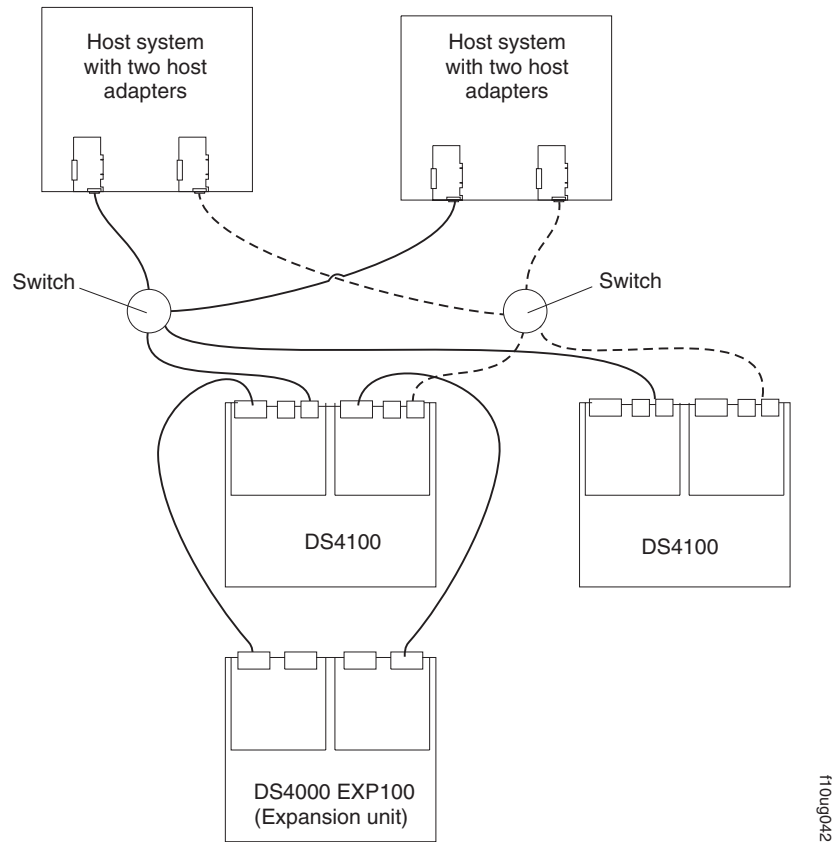 Host system
with two host
adapters
Host system
with two host
adapters
Switch
Switch
DS4100
DS4100
DS4000 EXP100
(Expansion unit)
f10ug042